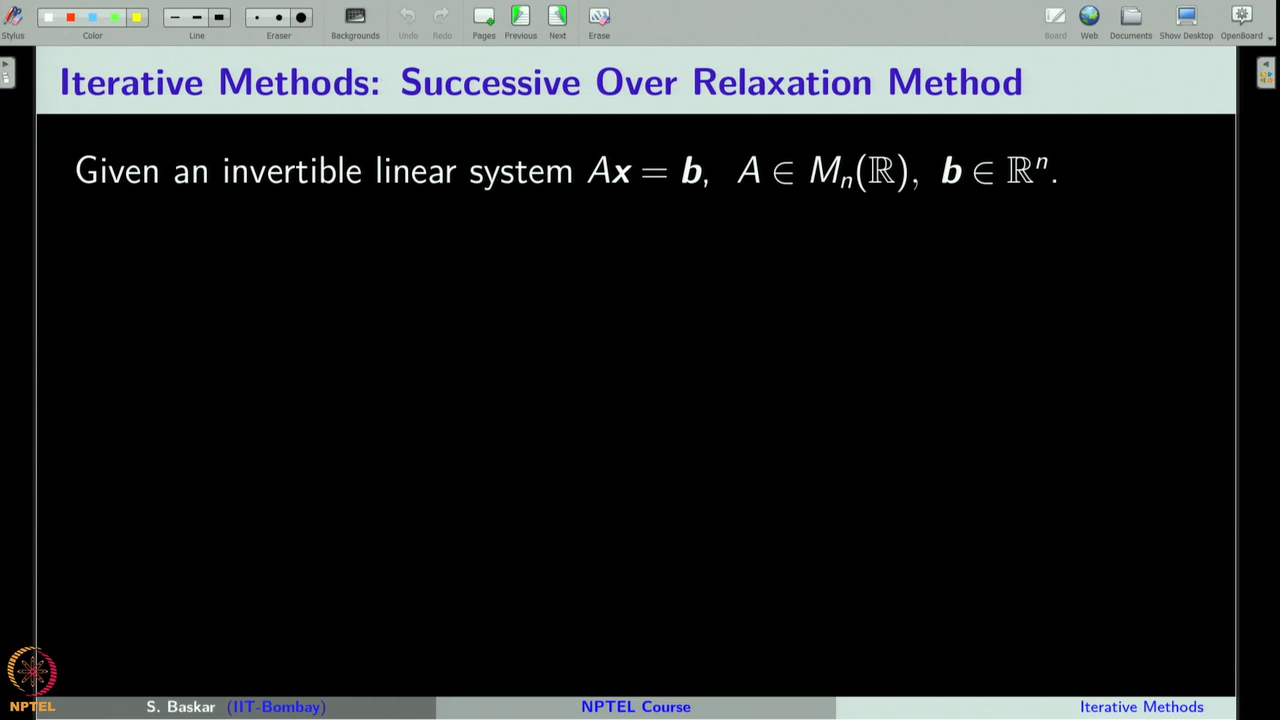 Stylus Color Line Eraser Backgrounds Undo Redo Pages Previous Next Erase Board Web Documents Show Desktop OpenBoard
Iterative Methods: Successive Over Relaxation Method
Given an invertible linear system Ax = b, A ∈ Mₙ(ℝ), b ∈ ℝⁿ.
NPTEL
S. Baskar (IIT-Bombay) NPTEL Course Iterative Methods